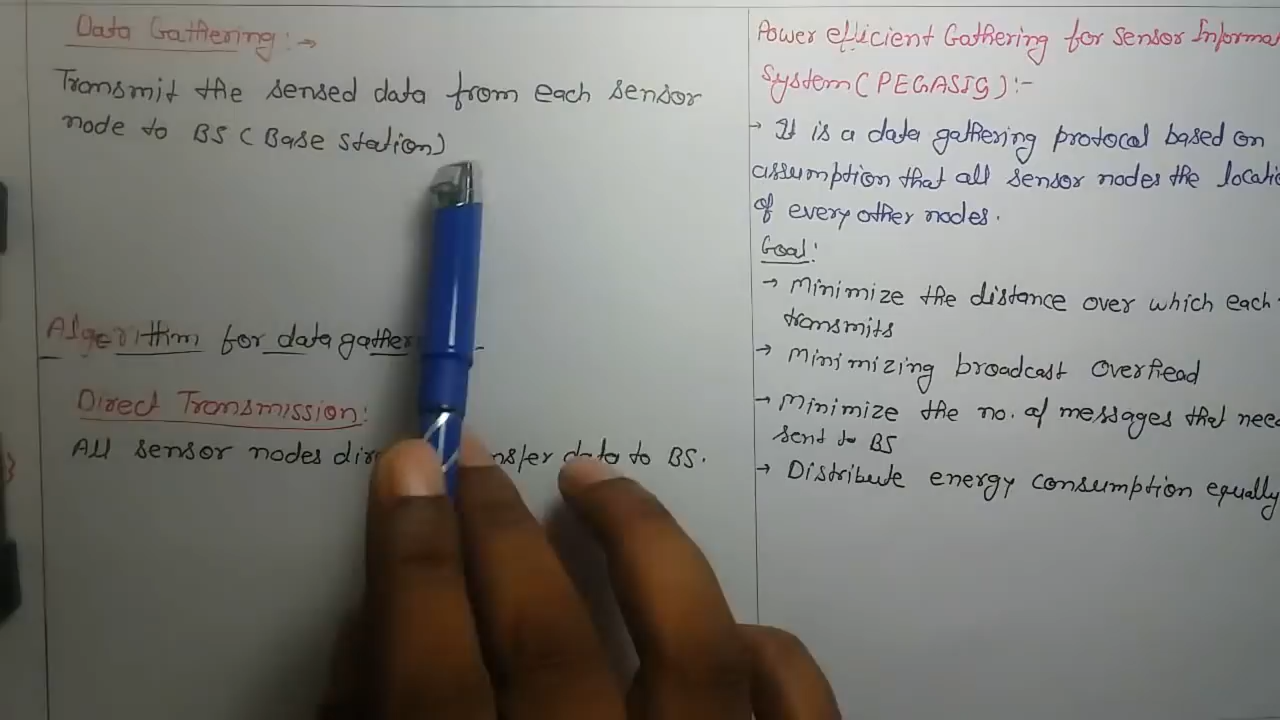 Data Gathering :→
Transmit the sensed data from each sensor
node to BS ( Base station)
Algorithm for data gather
Direct Transmission:
All sensor nodes data to BS.
Power efficient Gathering for sensor
System( PEGASIS ) :-
→ It is a data gathering protocal based on
assumption that all sensor nodes the
of every other nodes.
Goal:
→ Minimize the distance over which each
transmits
→ Minimizing broadcast overhead
→ Minimize the no. of messages that
send to BS
→ Distribute energy consumption equally